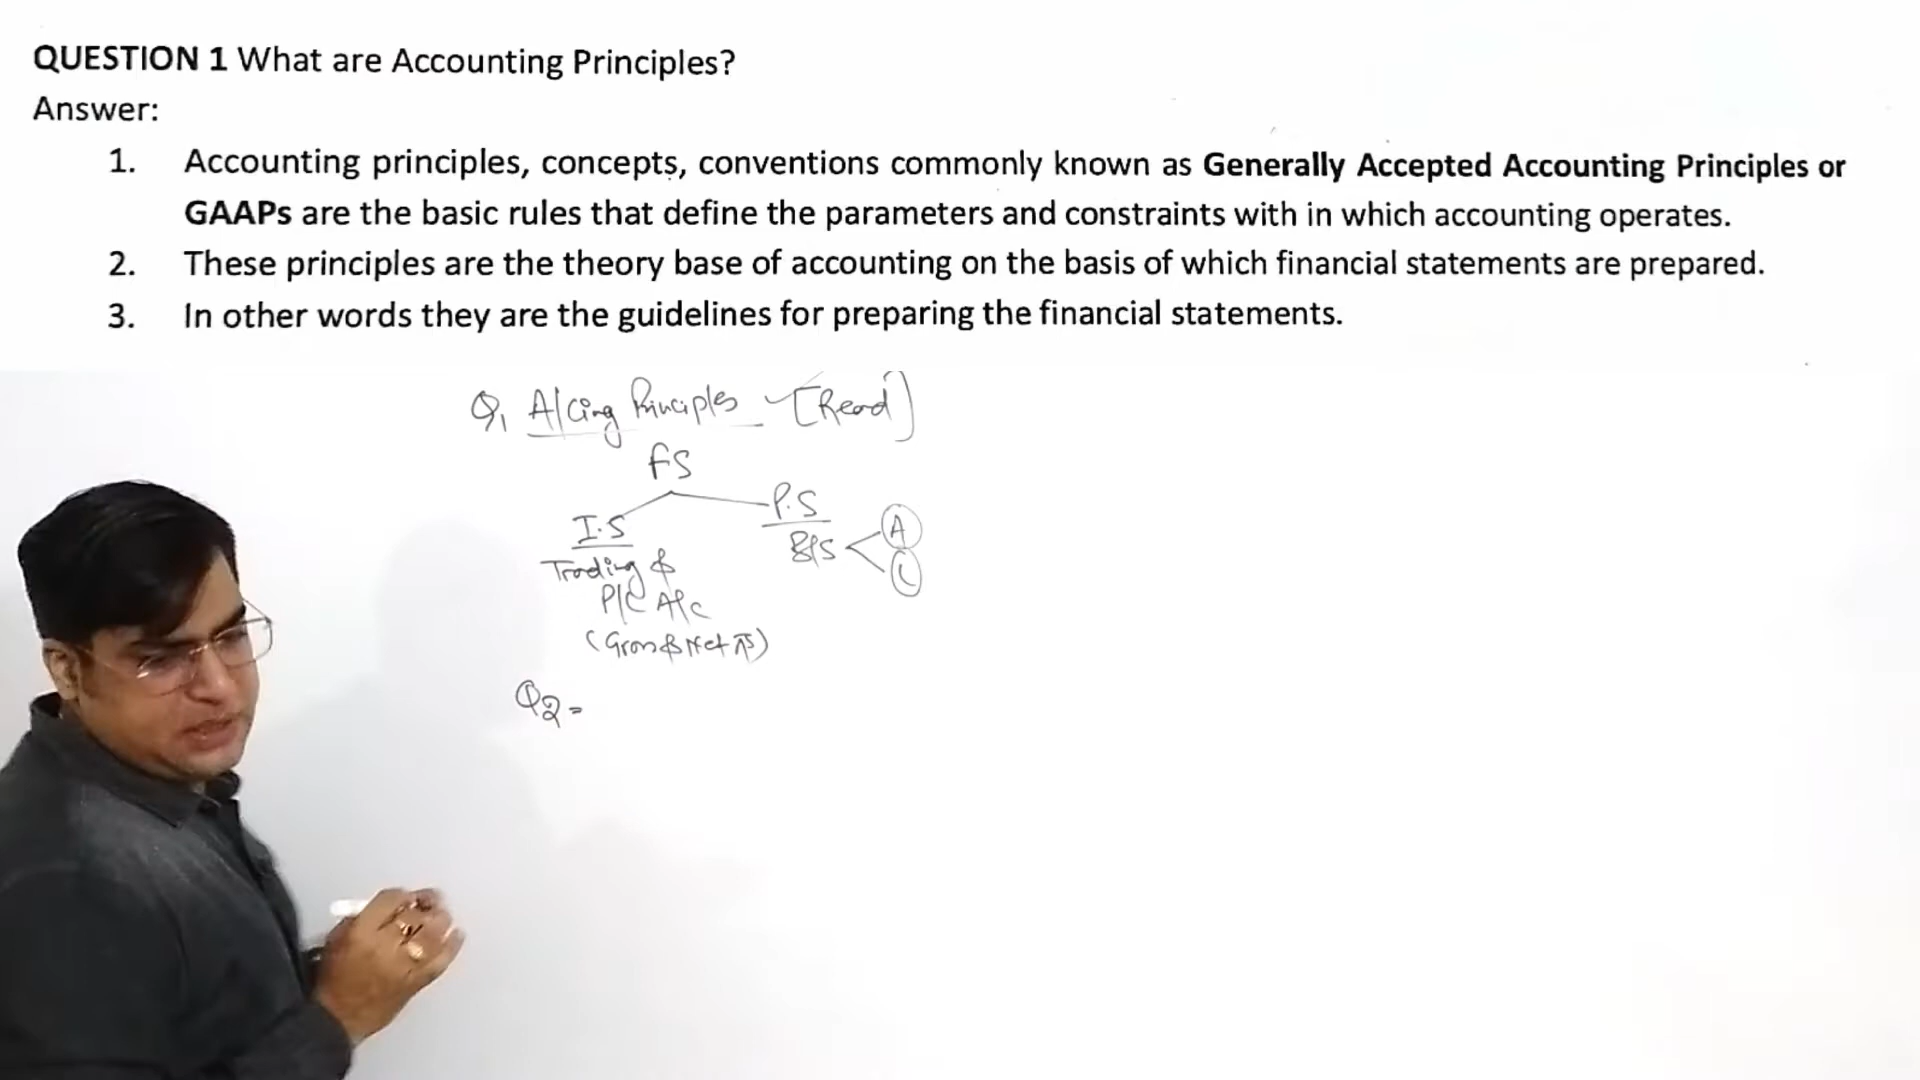 QUESTION 1 What are Accounting Principles?
Answer:
1. Accounting principles, concepts, conventions commonly known as Generally Accepted Accounting Principles or
GAAPs are the basic rules that define the parameters and constraints with in which accounting operates.
2. These principles are the theory base of accounting on the basis of which financial statements are prepared.
3. In other words they are the guidelines for preparing the financial statements.
Q1 A/Cing Principles [Read]
FS
I.S P.S
B/S A
L
Trading &
P/L A/c
(Gross & Net
Q2 =